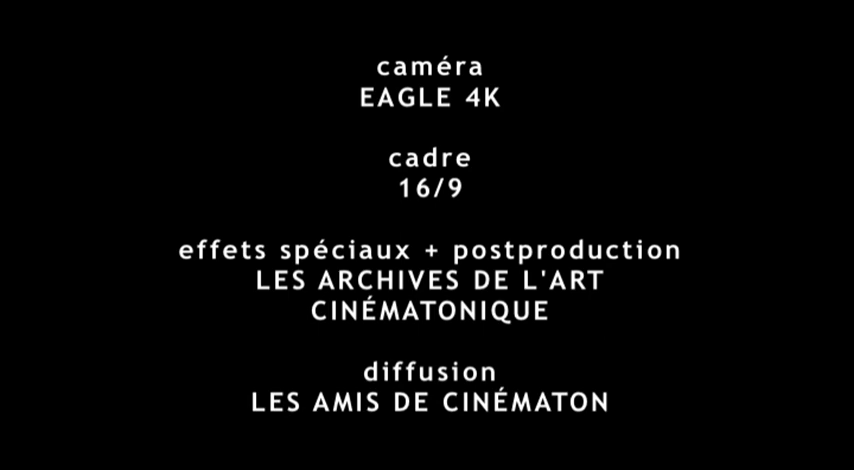 caméra
EAGLE 4K
cadre
16/9
effets spéciaux + postproduction
LES ARCHIVES DE L'ART
CINÉMATONIQUE
diffusion
LES AMIS DE CINÉMATON